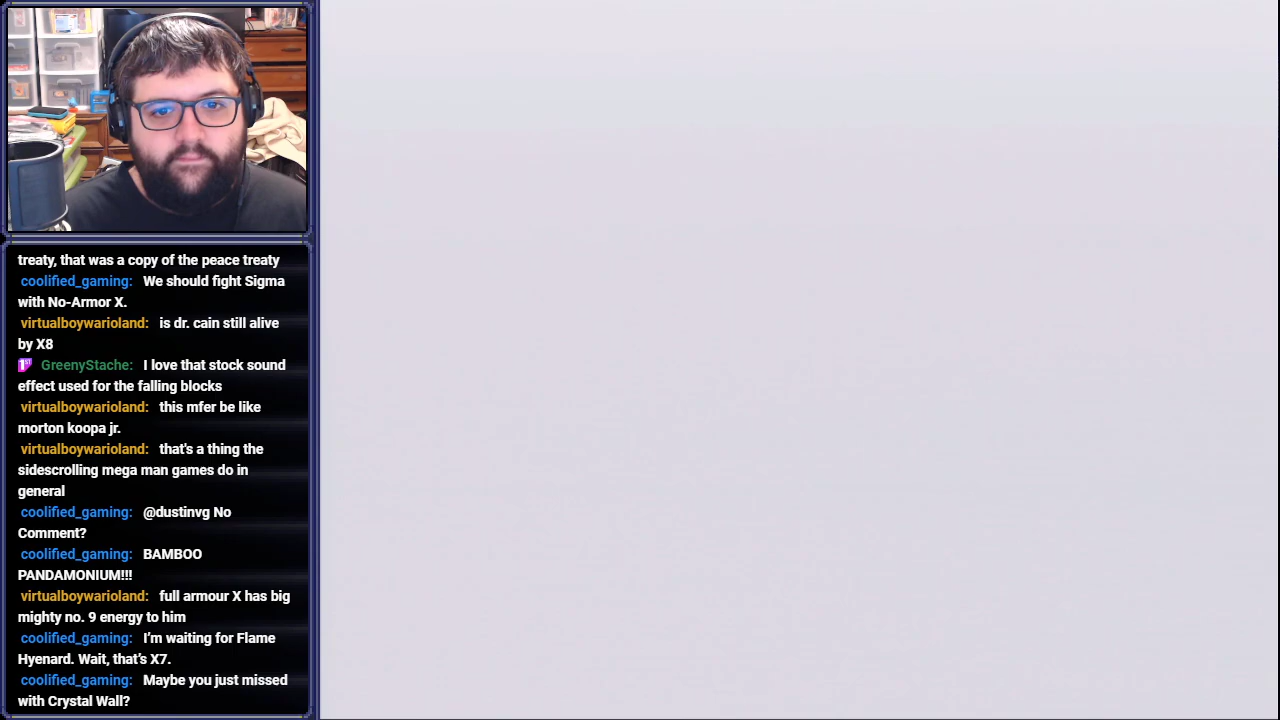 treaty, that was a copy of the peace treaty
coolified_gaming: We should fight Sigma
with No-Armor X.
virtualboywarioland: is dr. cain still alive
by X8
1ST GreenyStache: I love that stock sound
effect used for the falling blocks
virtualboywarioland: this mfer be like
morton koopa jr.
virtualboywarioland: that's a thing the
sidescrolling mega man games do in
general
coolified_gaming: @dustinvg No
Comment?
coolified_gaming: BAMBOO
PANDAMONIUM!!!
virtualboywarioland: full armour X has big
mighty no. 9 energy to him
coolified_gaming: I'm waiting for Flame
Hyenard. Wait, that's X7.
coolified_gaming: Maybe you just missed
with Crystal Wall?